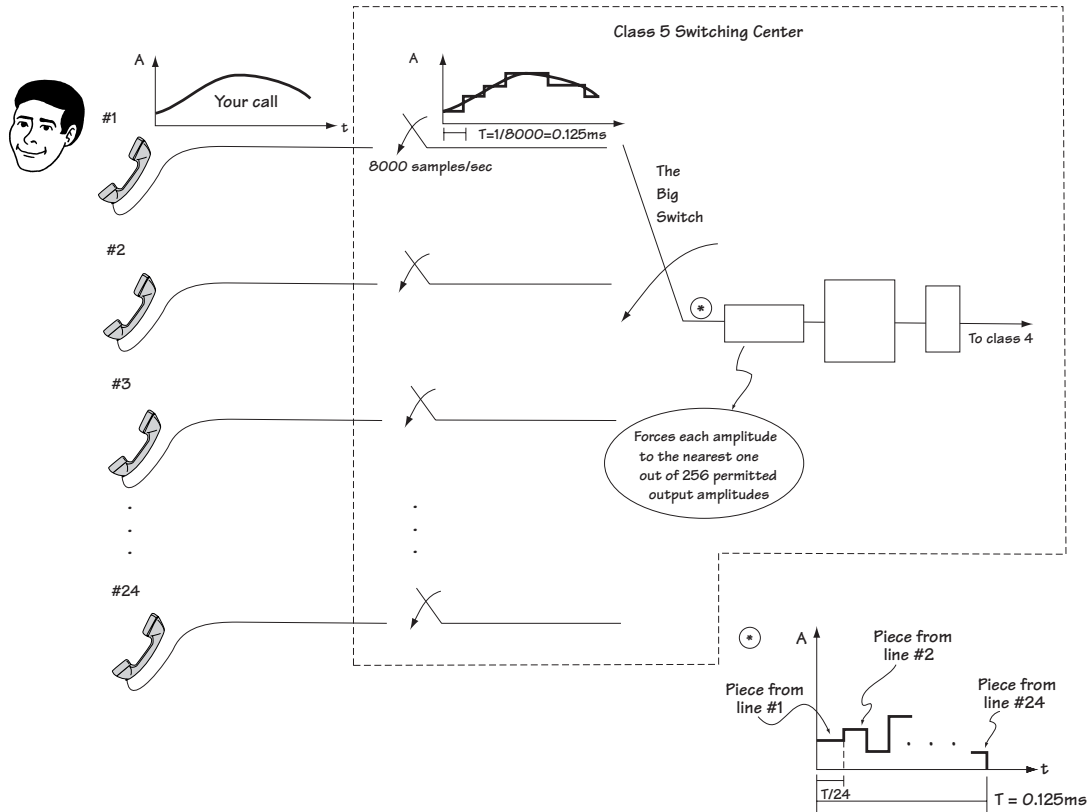 Class 5 Switching Center
A
Your call
t
A
T=1/8000=0.125ms
8000 samples/sec
#1
The
Big
Switch
#2
*
To class 4
#3
Forces each amplitude
to the nearest one
out of 256 permitted
output amplitudes
.
.
.
.
.
.
#24
*
A
Piece from
line #2
Piece from
line #1
Piece from
line #24
. . .
t
T/24
T = 0.125ms